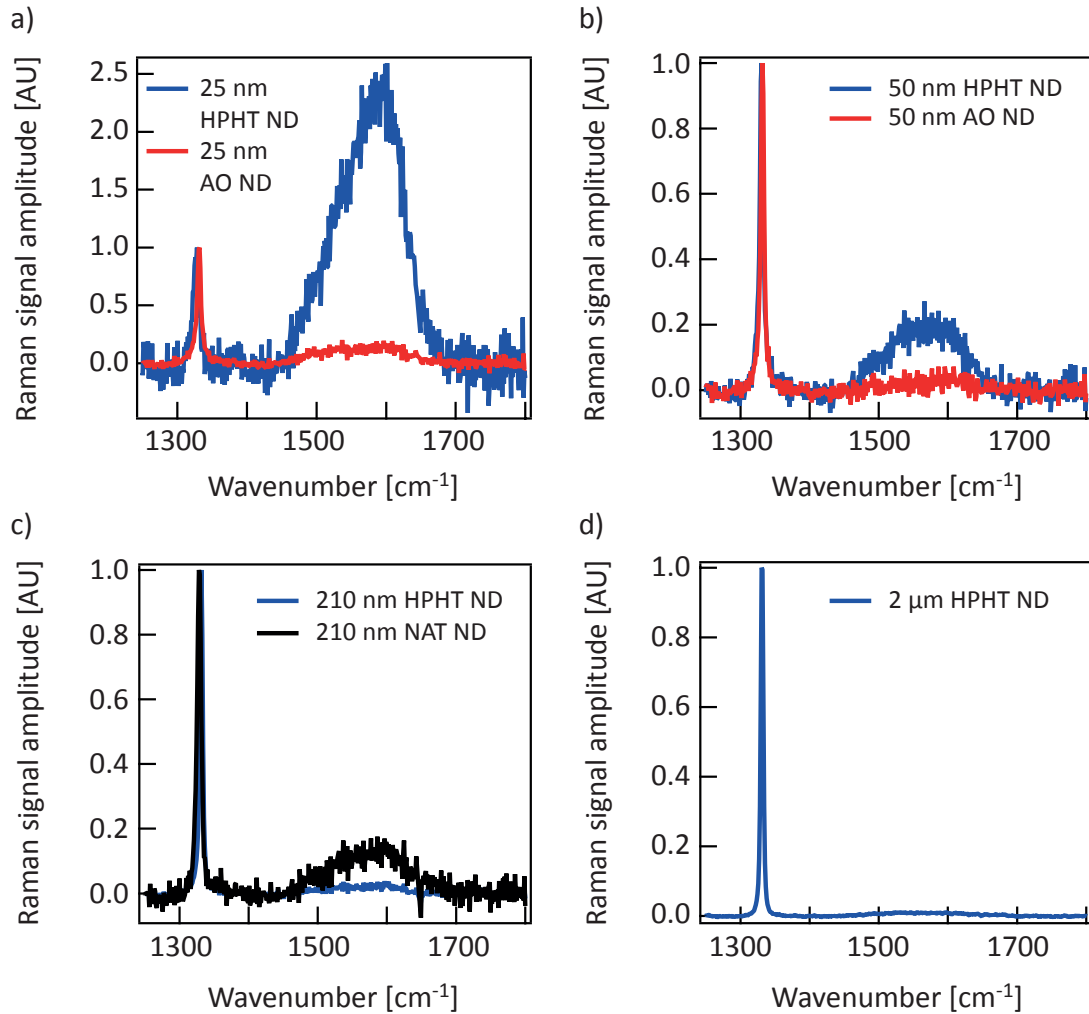 a)
Raman signal amplitude [AU]
2.5
2.0
1.5
1.0
0.5
0.0
25 nm
HPHT ND
25 nm
AO ND
1300
1500
1700
Wavenumber [cm-1]
b)
Raman signal amplitude [AU]
1.0
0.8
0.6
0.4
0.2
0.0
50 nm HPHT ND
50 nm AO ND
1300
1500
1700
Wavenumber [cm-1]
c)
Raman signal amplitude [AU]
1.0
0.8
0.6
0.4
0.2
0.0
210 nm HPHT ND
210 nm NAT ND
1300
1500
1700
Wavenumber [cm-1]
d)
Raman signal amplitude [AU]
1.0
0.8
0.6
0.4
0.2
0.0
2 µm HPHT ND
1300
1500
1700
Wavenumber [cm-1]